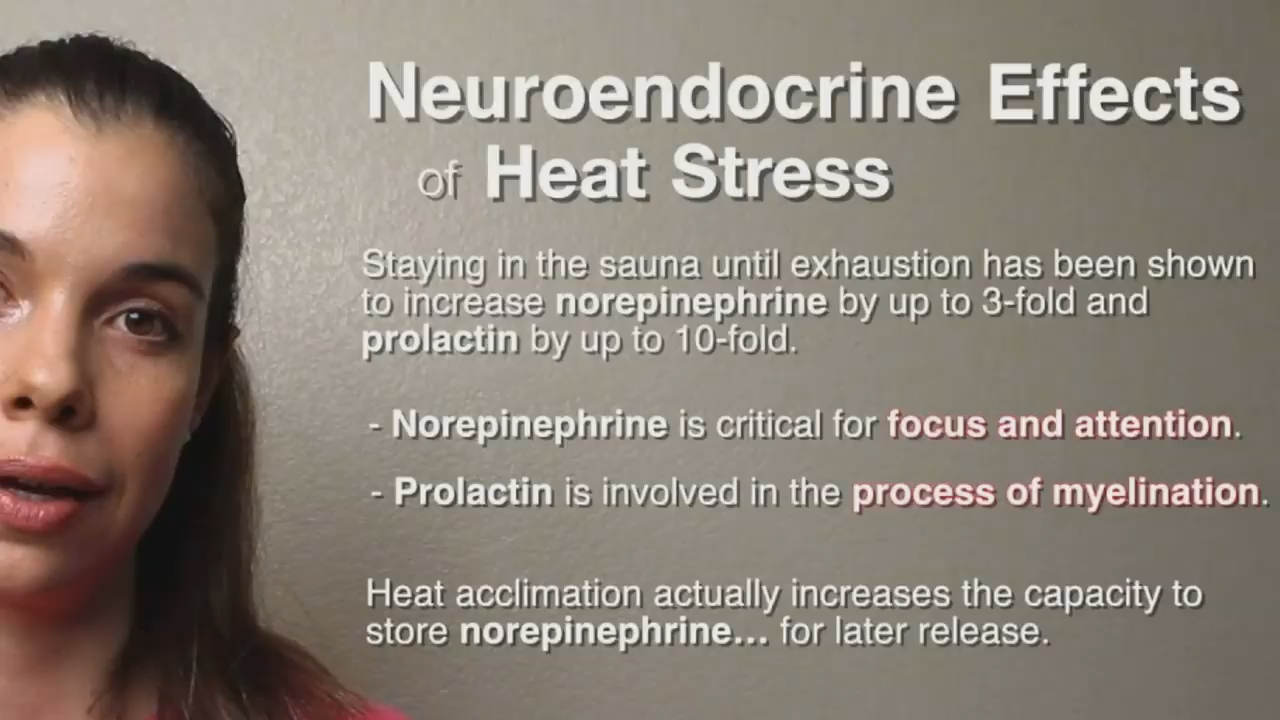 Neuroendocrine Effects
of Heat Stress
Staying in the sauna until exhaustion has been shown
to increase norepinephrine by up to 3-fold and
prolactin by up to 10-fold.
- Norepinephrine is critical for focus and attention.
- Prolactin is involved in the process of myelination.
Heat acclimation actually increases the capacity to
store norepinephrine... for later release.